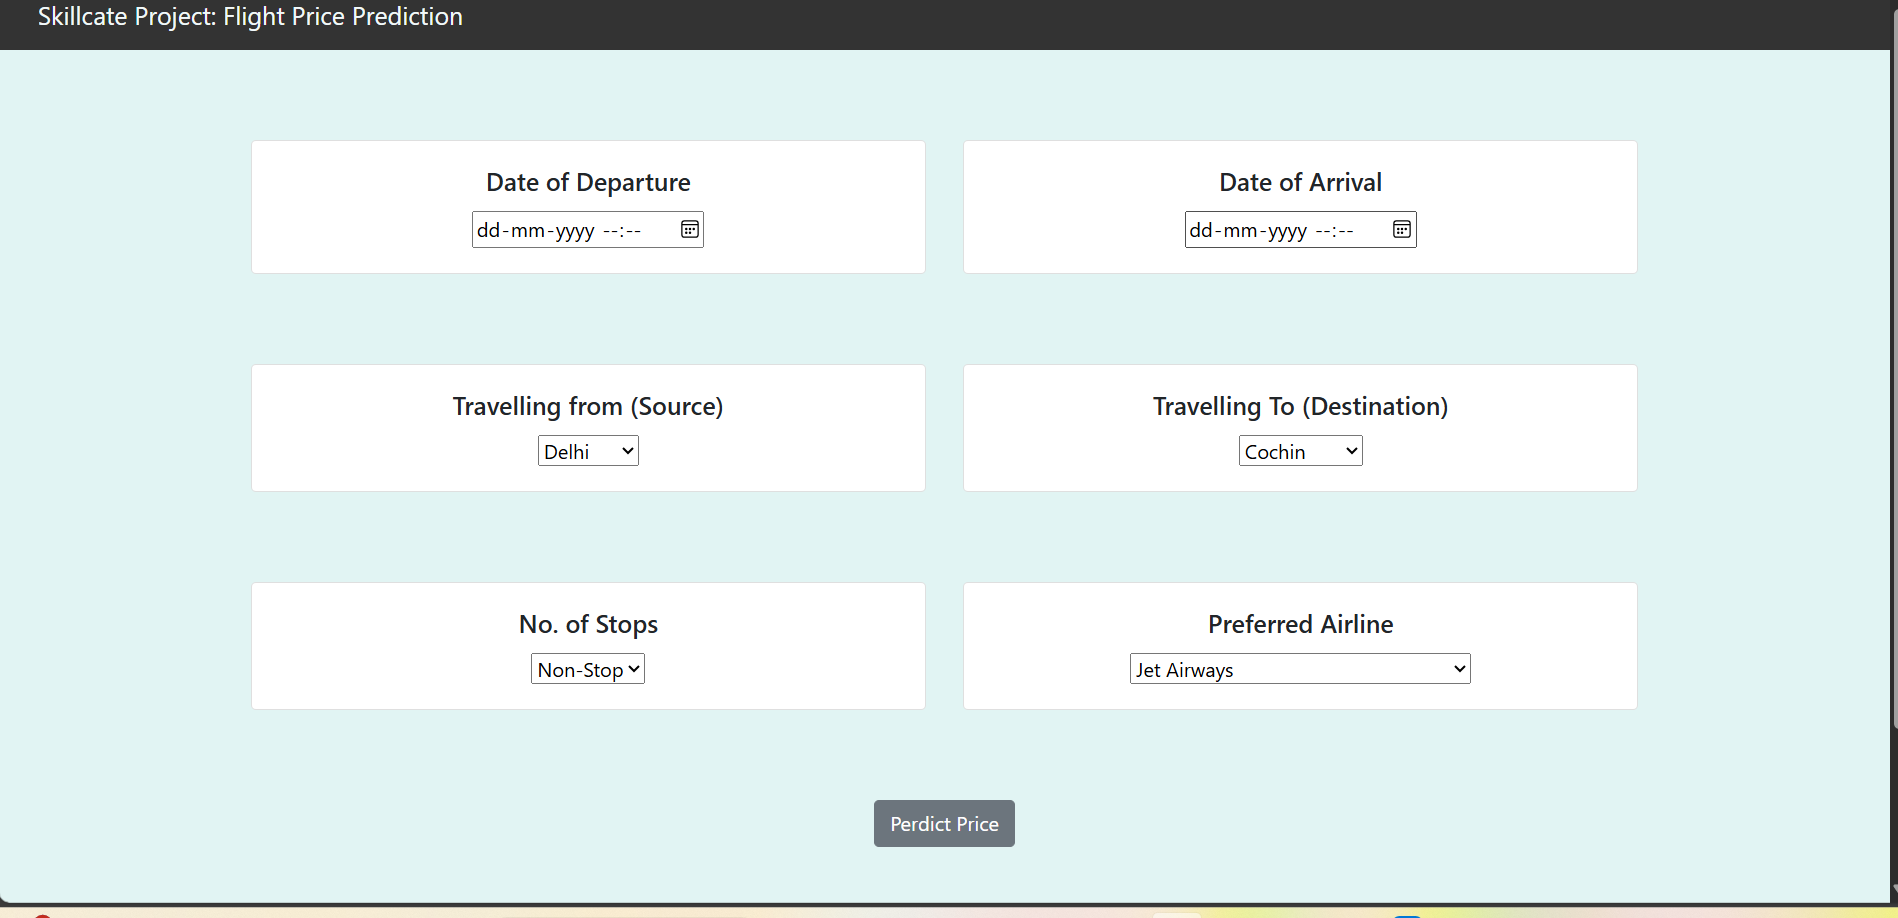 Skillcate Project: Flight Price Prediction
Date of Departure
dd-mm-yyyy --:--
Date of Arrival
dd-mm-yyyy --:--
Travelling from (Source)
Delhi
Travelling To (Destination)
Cochin
No. of Stops
Non-Stop
Preferred Airline
Jet Airways
Perdict Price